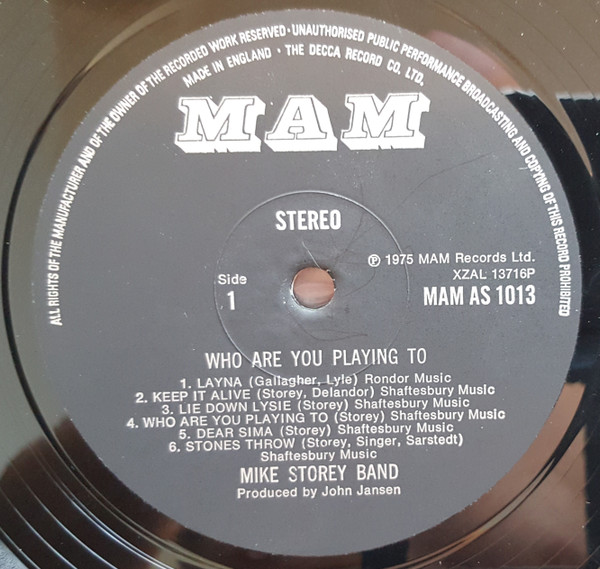 ALL RIGHTS OF THE MANUFACTURER AND OF THE OWNER OF THE RECORDED WORK RESERVED · UNAUTHORISED PUBLIC PERFORMANCE BROADCASTING AND COPYING OF THIS RECORD PROHIBITED
MADE IN ENGLAND · THE DECCA RECORD CO. LTD.
MAM
STEREO
Side
1
℗ 1975 MAM Records Ltd.
XZAL 13716P
MAM AS 1013
WHO ARE YOU PLAYING TO
1. LAYNA (Gallagher, Lyle) Rondor Music
2. KEEP IT ALIVE (Storey, Delandor) Shaftesbury Music
3. LIE DOWN LYSIE (Storey) Shaftesbury Music
4. WHO ARE YOU PLAYING TO (Storey) Shaftesbury Music
5. DEAR SIMA (Storey) Shaftesbury Music
6. STONES THROW (Storey, Singer, Sarstedt)
Shaftesbury Music
MIKE STOREY BAND
Produced by John Jansen